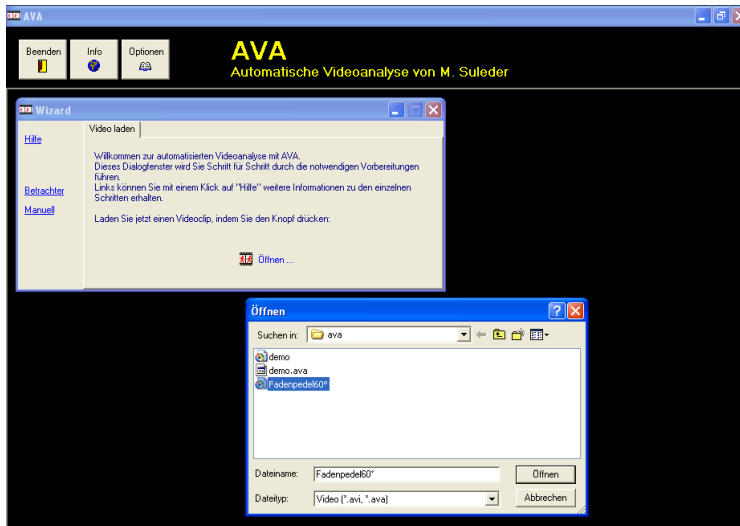 AVA
Beenden
Info
Optionen
AVA
Automatische Videoanalyse von M. Suleder
Wizard
Hilfe
Betrachter
Manuell
Video laden
Willkommen zur automatisierten Videoanalyse mit AVA.
Dieses Dialogfenster wird Sie Schritt für Schritt durch die notwendigen Vorbereitungen
führen.
Links können Sie mit einem Klick auf "Hilfe" weitere Informationen zu den einzelnen
Schritten erhalten.
Laden Sie jetzt einen Videoclip, indem Sie den Knopf drücken:
Öffnen ...
Öffnen
Suchen in: ava
demo
demo.ava
Fadenpedel60°
Dateiname: Fadenpedel60° Öffnen
Dateityp: Video (*.avi, *.ava) Abbrechen